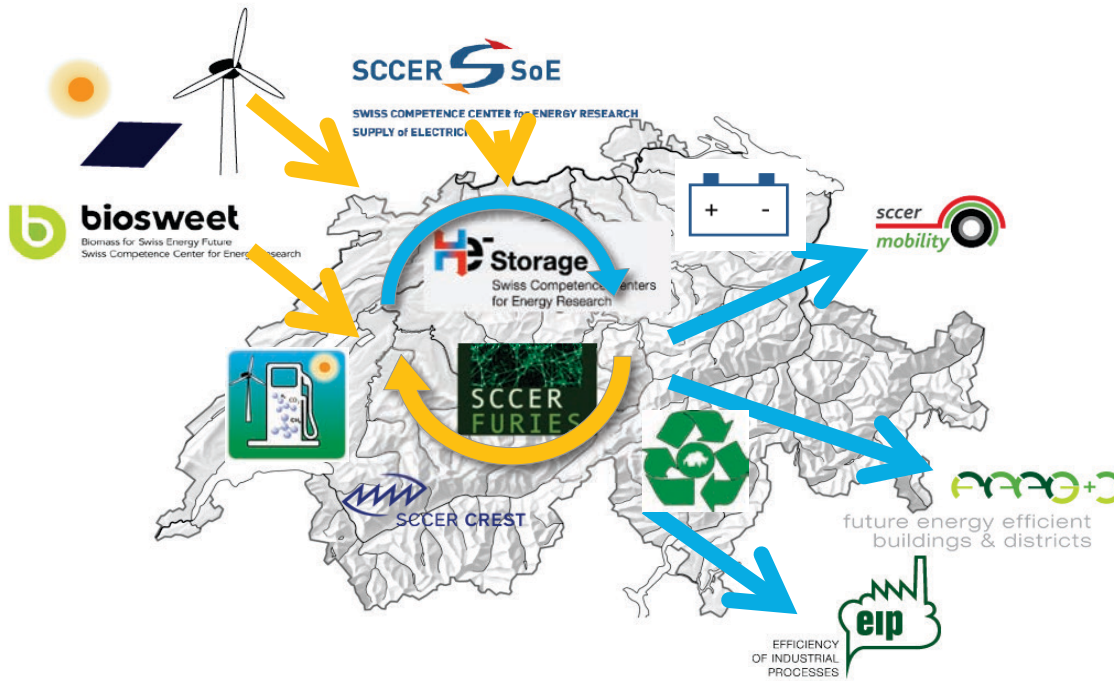 SCCER SoE
SWISS COMPETENCE CENTER for ENERGY RESEARCH
SUPPLY of ELECTRIC
biosweet
Biomass for Swiss Energy Future
Swiss Competence Center for Energy Research
+ -
sccer
mobility
He-
Storage
Swiss Competence Centers
for Energy Research
SCCER
FURIES
SCCER CREST
+
future energy efficient
buildings & districts
eip
EFFICIENCY
OF INDUSTRIAL
PROCESSES